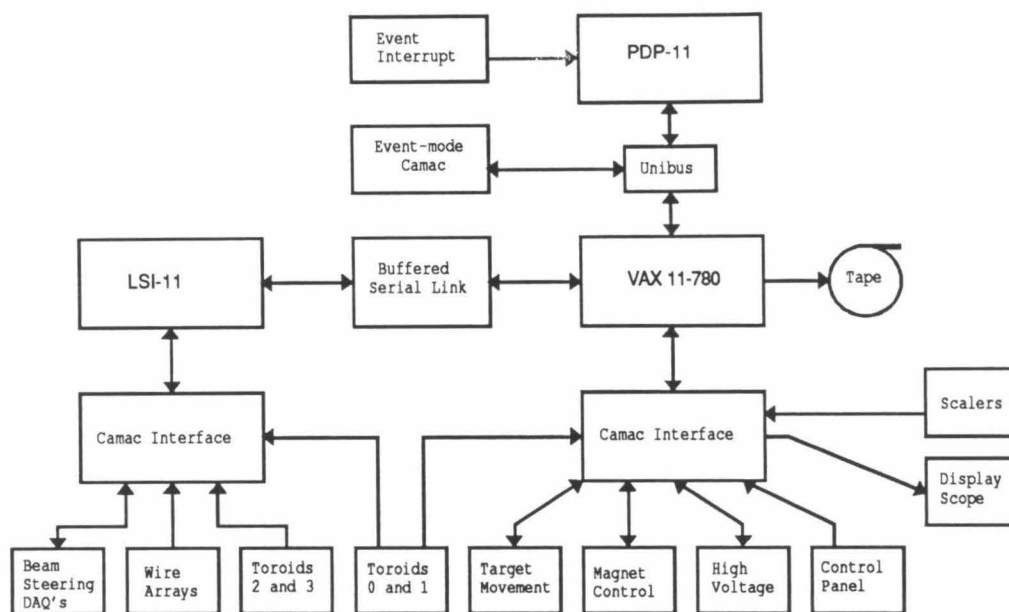 Event
Interrupt
PDP-11
Event-mode
Camac
Unibus
LSI-11
Buffered
Serial Link
VAX 11-780
Tape
Camac Interface
Camac Interface
Scalers
Display
Scope
Beam
Steering
DAQ's
Wire
Arrays
Toroids
2 and 3
Toroids
0 and 1
Target
Movement
Magnet
Control
High
Voltage
Control
Panel